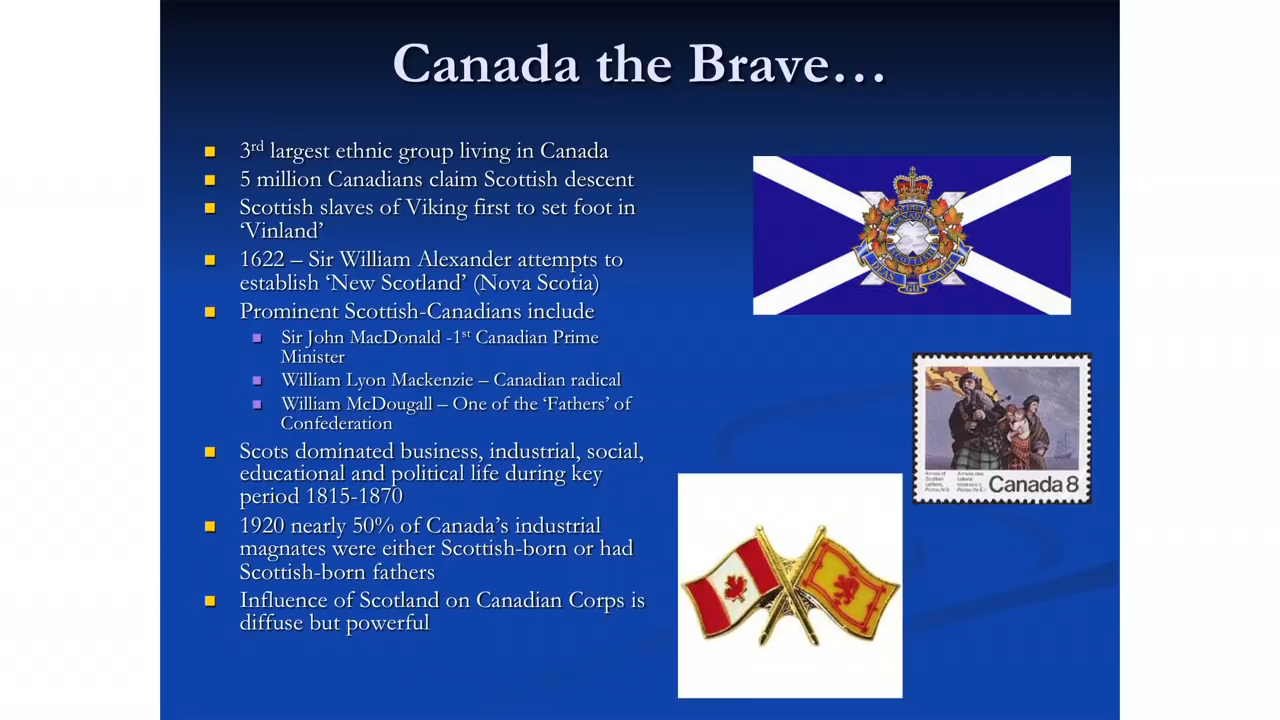 Canada the Brave…
3rd largest ethnic group living in Canada
5 million Canadians claim Scottish descent
Scottish slaves of Viking first to set foot in
‘Vinland’
1622 – Sir William Alexander attempts to
establish ‘New Scotland’ (Nova Scotia)
Prominent Scottish-Canadians include
Sir John MacDonald -1st Canadian Prime
Minister
William Lyon Mackenzie – Canadian radical
William McDougall – One of the ‘Fathers’ of
Confederation
Scots dominated business, industrial, social,
educational and political life during key
period 1815-1870
1920 nearly 50% of Canada’s industrial
magnates were either Scottish-born or had
Scottish-born fathers
Influence of Scotland on Canadian Corps is
diffuse but powerful
CANADIAN
SCOTTISH
DEAS GU CATH
Canada 8